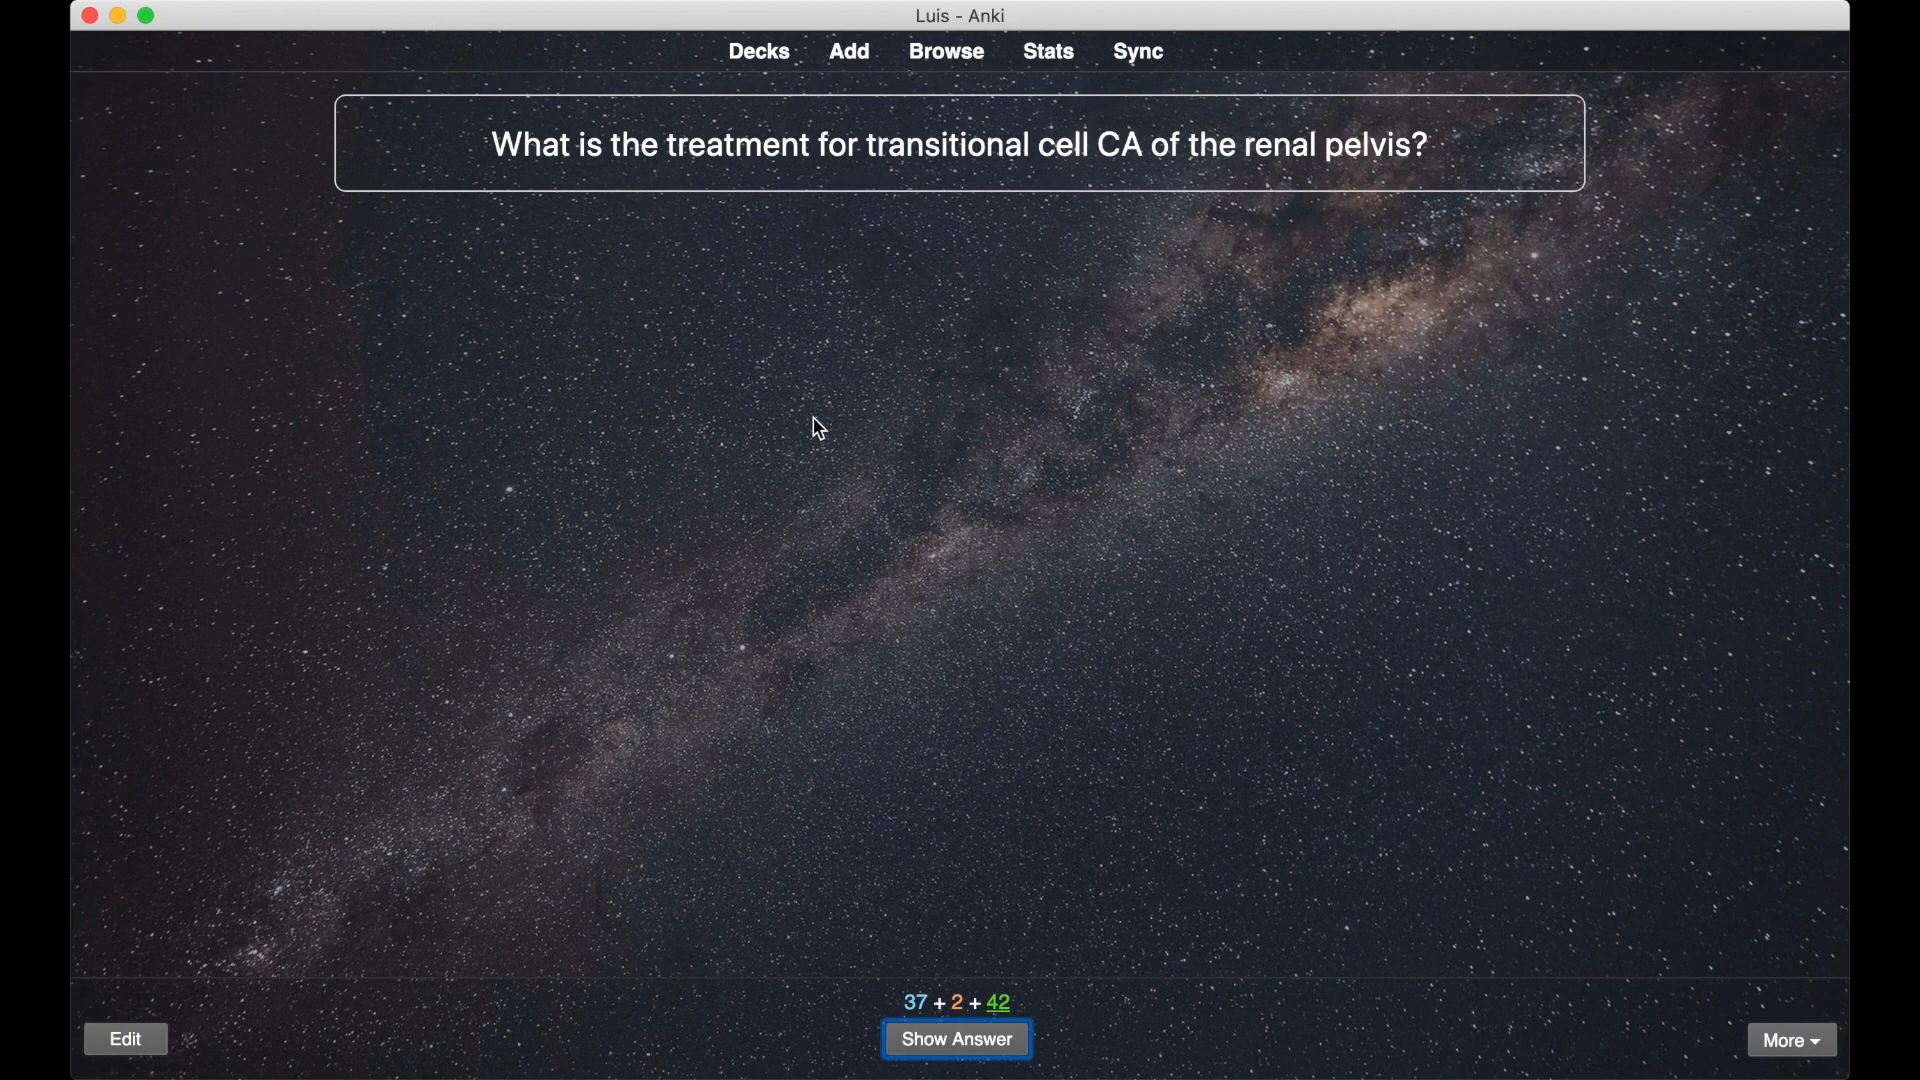 Luis - Anki
Decks Add Browse Stats Sync
What is the treatment for transitional cell CA of the renal pelvis?
37 + 2 + 42
Edit Show Answer More